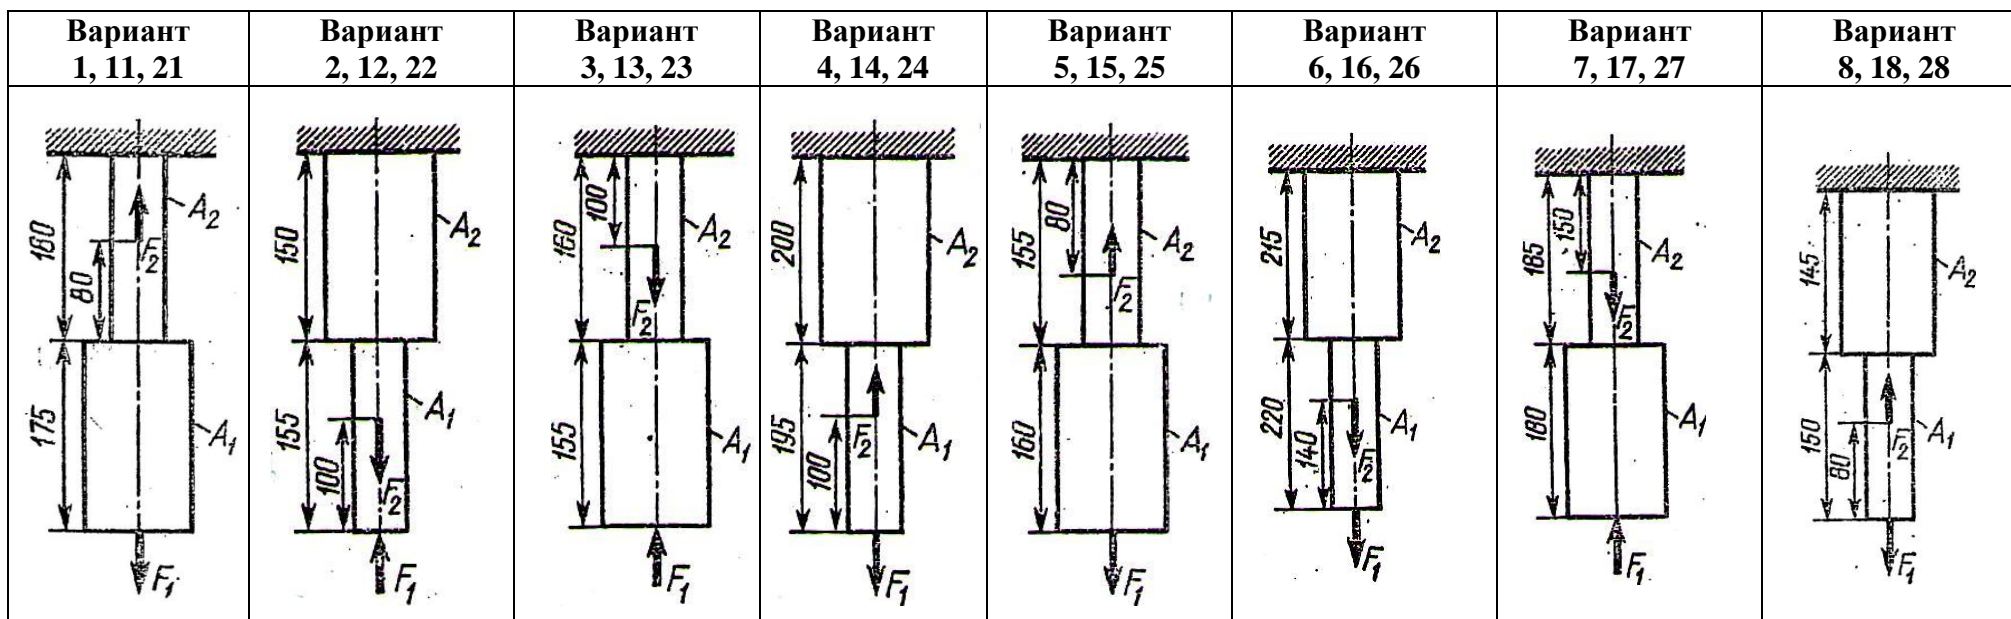 Вариант
1, 11, 21
Вариант
2, 12, 22
Вариант
3, 13, 23
Вариант
4, 14, 24
Вариант
5, 15, 25
Вариант
6, 16, 26
Вариант
7, 17, 27
Вариант
8, 18, 28
160
80
175
F₂
A₂
A₁
F₁
150
155
100
A₂
A₁
F₂
F₁
160
100
155
A₂
F₂
A₁
F₁
200
195
100
A₂
F₂
A₁
F₁
155
80
160
A₂
F₂
A₁
F₁
215
220
140
A₂
A₁
F₂
F₁
185
150
180
A₂
F₂
A₁
F₁
145
150
80
A₂
A₁
F₂
F₁